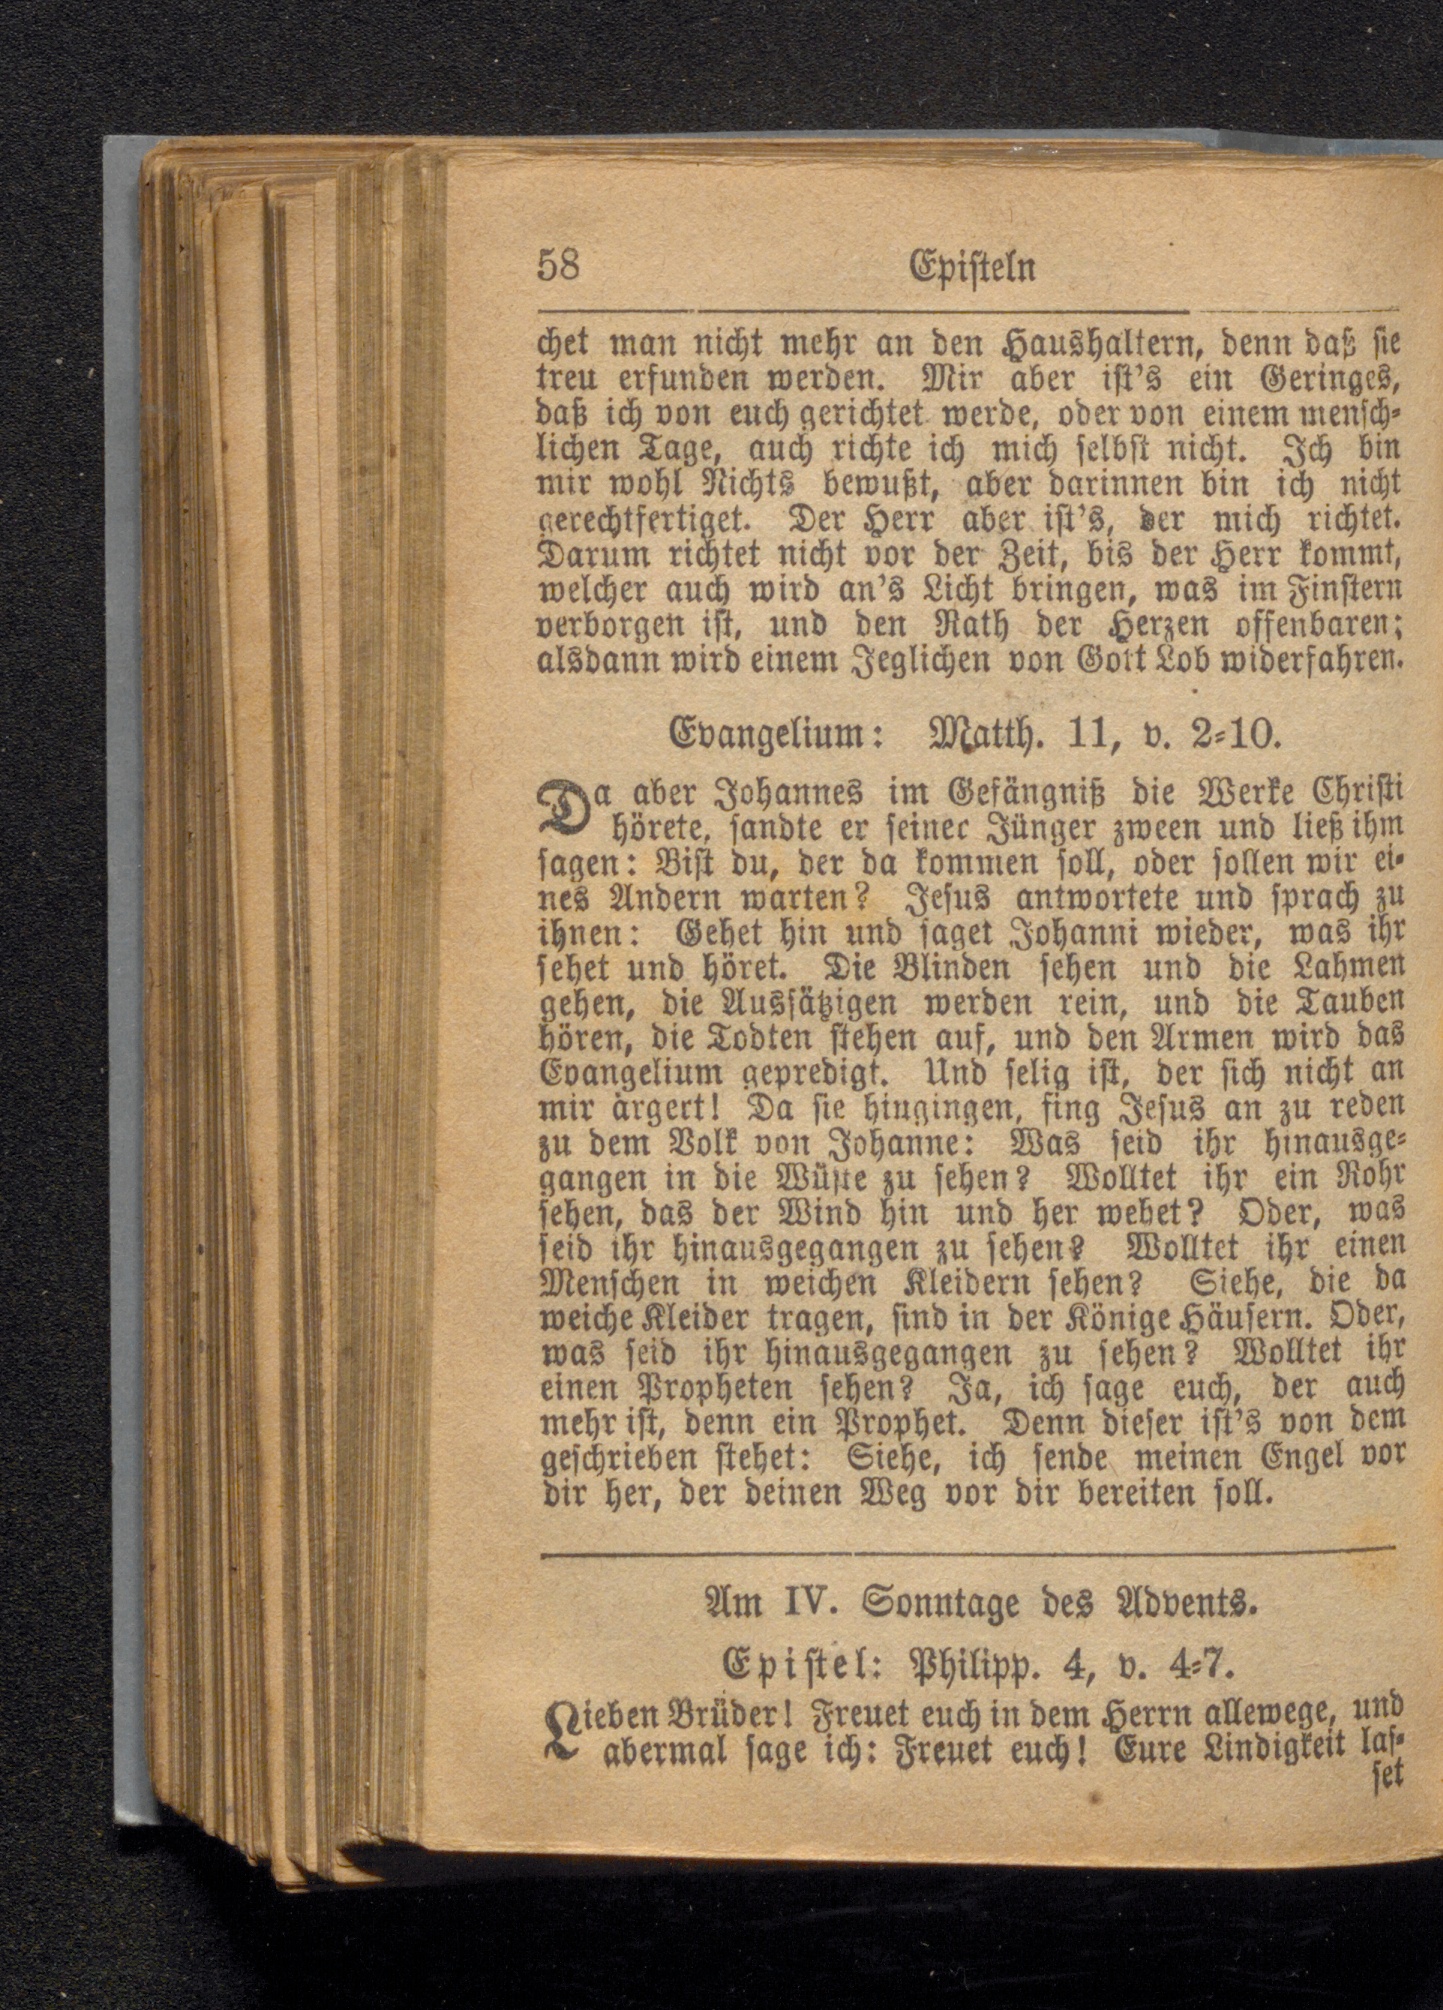 58 Episteln
chet man nicht mehr an den Haushaltern, denn daß sie
treu erfunden werden. Mir aber ist's ein Geringes,
daß ich von euch gerichtet werde, oder von einem mensch-
lichen Tage, auch richte ich mich selbst nicht. Ich bin
mir wohl Nichts bewußt, aber darinnen bin ich nicht
gerechtfertiget. Der Herr aber ist's, der mich richtet.
Darum richtet nicht vor der Zeit, bis der Herr kommt,
welcher auch wird an's Licht bringen, was im Finstern
verborgen ist, und den Rath der Herzen offenbaren;
alsdann wird einem Jeglichen von Gott Lob widerfahren.
Evangelium: Matth. 11, v. 2-10.
Da aber Johannes im Gefängniß die Werke Christi
hörete, sandte er seiner Jünger zween und ließ ihm
sagen: Bist du, der da kommen soll, oder sollen wir ei-
nes Andern warten? Jesus antwortete und sprach zu
ihnen: Gehet hin und saget Johanni wieder, was ihr
sehet und höret. Die Blinden sehen und die Lahmen
gehen, die Aussätzigen werden rein, und die Tauben
hören, die Todten stehen auf, und den Armen wird das
Evangelium gepredigt. Und selig ist, der sich nicht an
mir ärgert! Da sie hingingen, fing Jesus an zu reden
zu dem Volk von Johanne: Was seid ihr hinausge-
gangen in die Wüste zu sehen? Wolltet ihr ein Rohr
sehen, das der Wind hin und her wehet? Oder, was
seid ihr hinausgegangen zu sehen? Wolltet ihr einen
Menschen in weichen Kleidern sehen? Siehe, die da
weiche Kleider tragen, sind in der Könige Häusern. Oder,
was seid ihr hinausgegangen zu sehen? Wolltet ihr
einen Propheten sehen? Ja, ich sage euch, der auch
mehr ist, denn ein Prophet. Denn dieser ist's von dem
geschrieben stehet: Siehe, ich sende meinen Engel vor
dir her, der deinen Weg vor dir bereiten soll.
Am IV. Sonntage des Advents.
Epistel: Philipp. 4, v. 4-7.
Lieben Brüder! Freuet euch in dem Herrn allewege, und
abermal sage ich: Freuet euch! Eure Lindigkeit las-
set